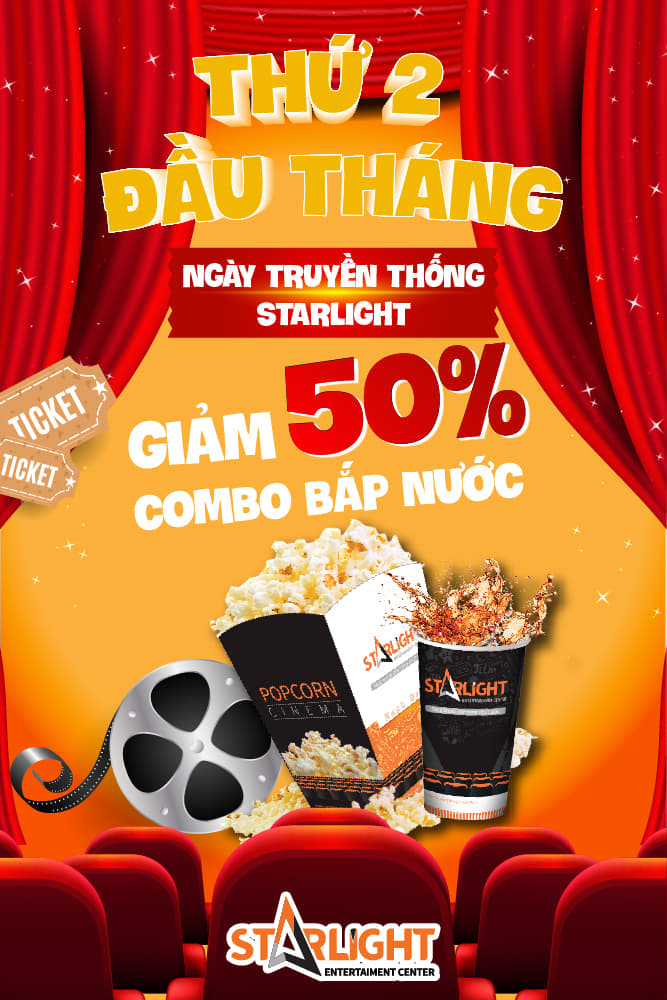 THỨ 2
ĐẦU THÁNG
NGÀY TRUYỀN THỐNG
STARLIGHT
GIẢM 50%
COMBO BẮP NƯỚC
TICKET
TICKET
STARLIGHT
POPCORN
CINEMA
STARLIGHT
STARLIGHT
ENTERTAIMENT CENTER